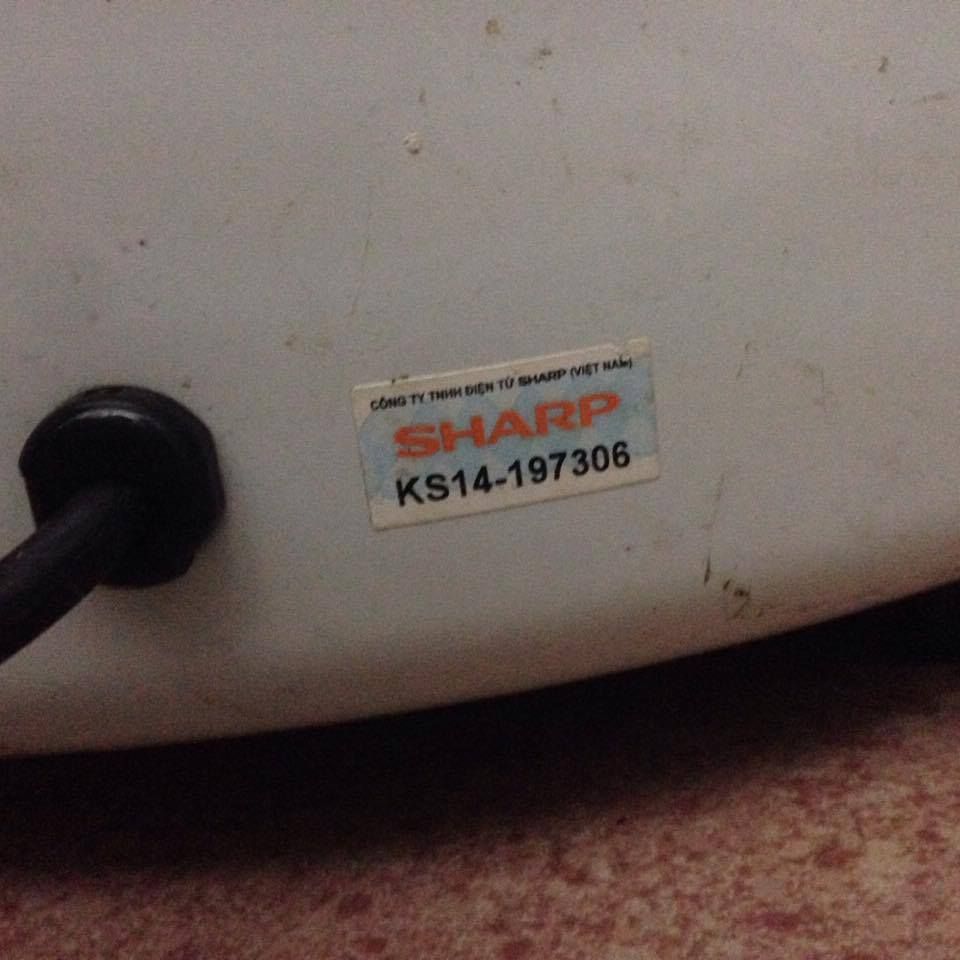 CÔNG TY TNHH ĐIỆN TỬ SHARP (VIỆT NAM)
SHARP
KS14-197306